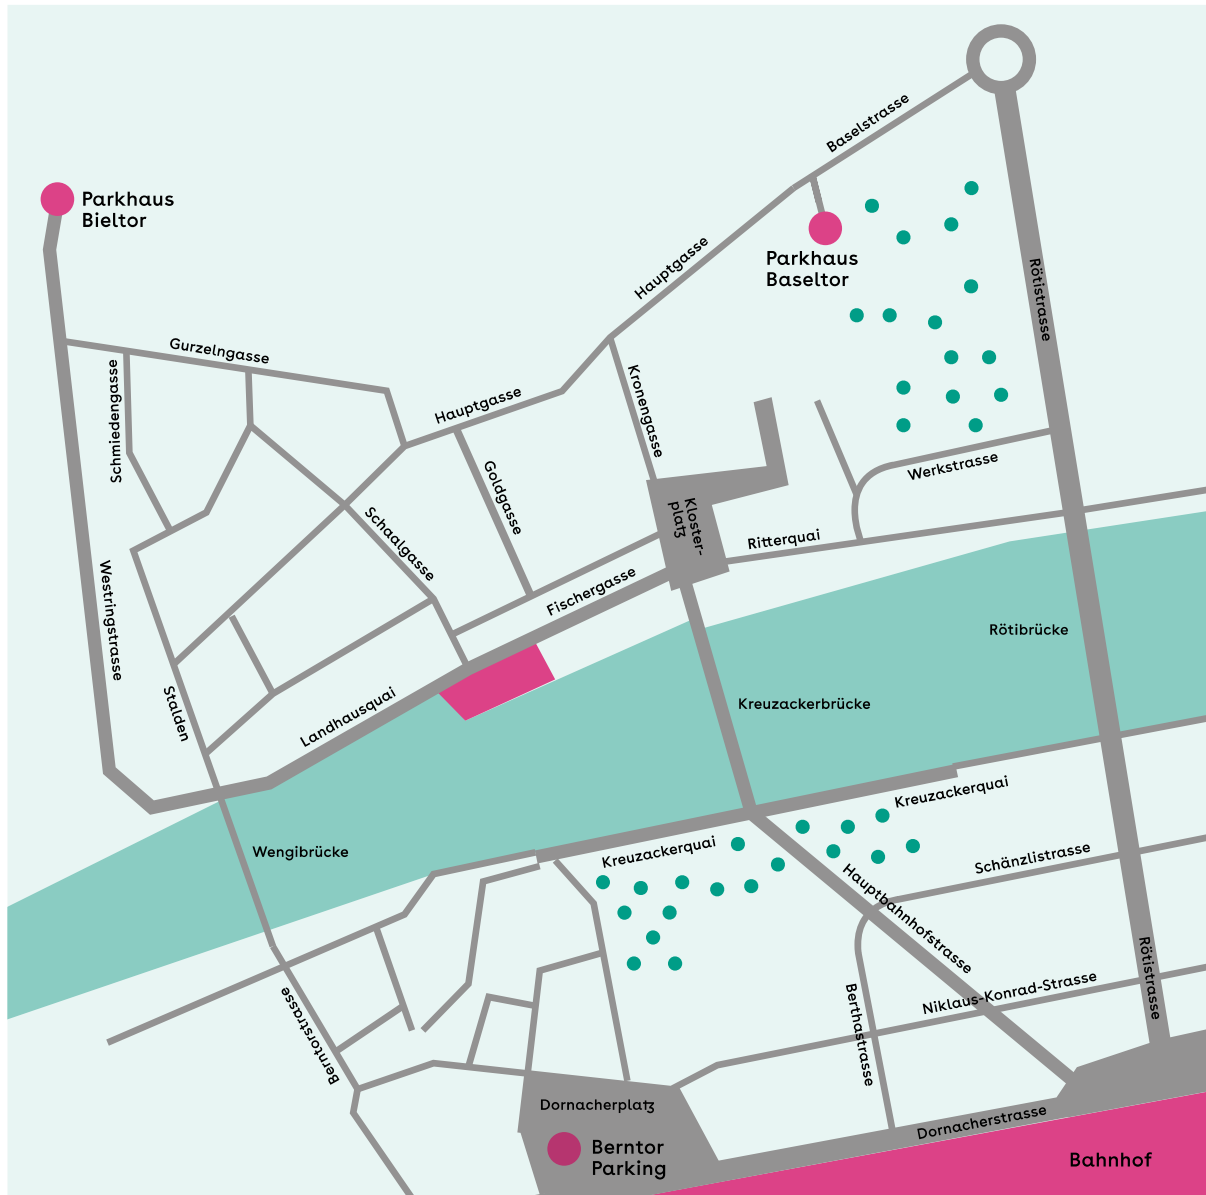 Baselstrasse
Parkhaus
Bieltor
Hauptgasse
Parkhaus
Baseltor
Rötistrasse
Gurzelngasse
Schmiedengasse
Hauptgasse
Kronengasse
Goldgasse
Werkstrasse
Schaalgasse
Kloster-
platz
Ritterquai
Westringstrasse
Fischergasse
Rötibrücke
Stalden
Landhausquai
Kreuzackerbrücke
Kreuzackerquai
Wengibrücke
Kreuzackerquai
Schänzlistrasse
Hauptbahnhofstrasse
Rötistrasse
Niklaus-Konrad-Strasse
Berntorstrasse
Berthastrasse
Dornacherplatz
Dornacherstrasse
Berntor
Parking
Bahnhof